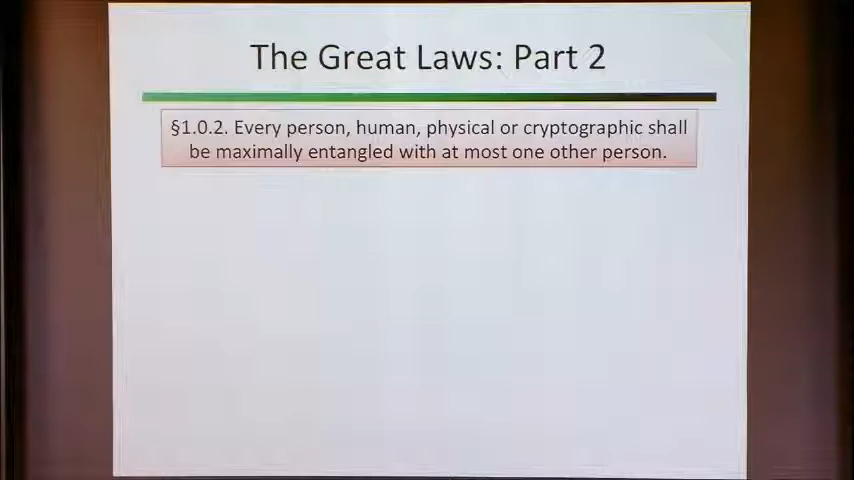 The Great Laws: Part 2
§1.0.2. Every person, human, physical or cryptographic shall
be maximally entangled with at most one other person.